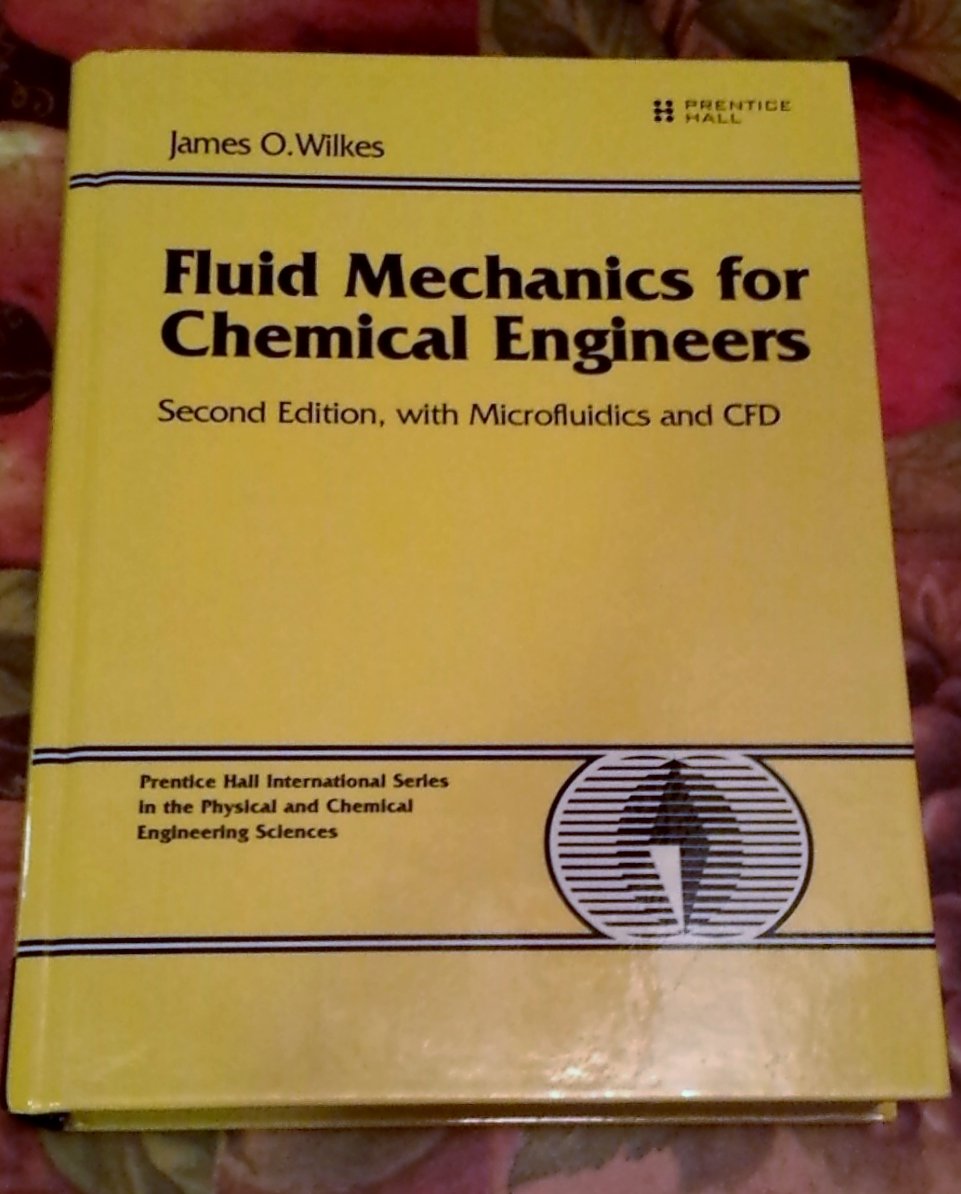 PRENTICE
HALL
James O. Wilkes
Fluid Mechanics for
Chemical Engineers
Second Edition, with Microfluidics and CFD
Prentice Hall International Series
in the Physical and Chemical
Engineering Sciences